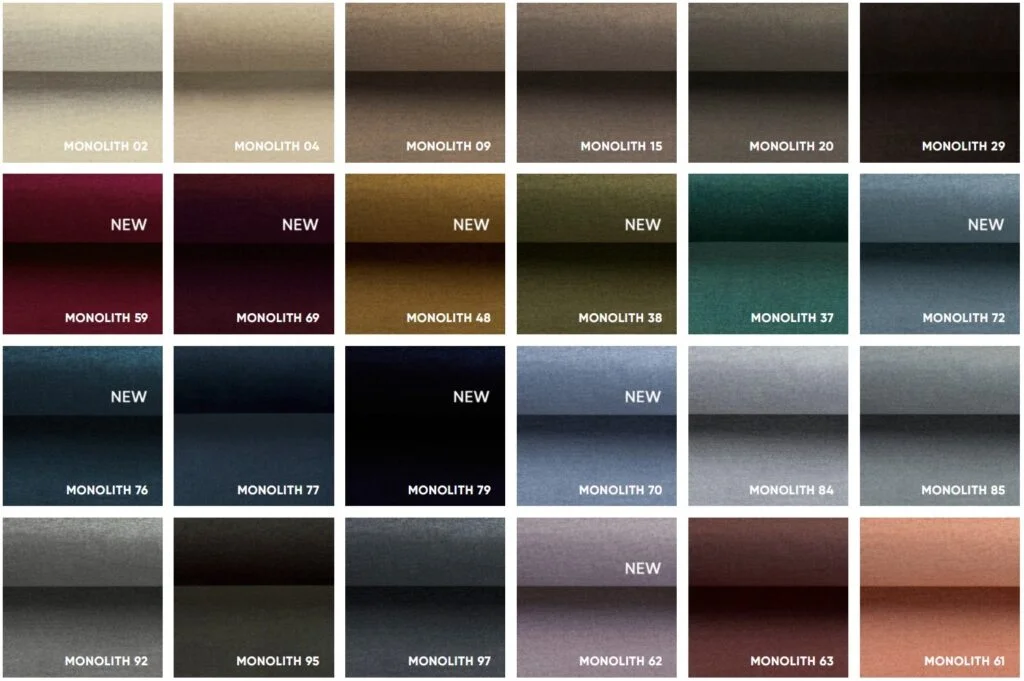 MONOLITH 02
MONOLITH 04
MONOLITH 09
MONOLITH 15
MONOLITH 20
MONOLITH 29
NEW
MONOLITH 59
NEW
MONOLITH 69
NEW
MONOLITH 48
NEW
MONOLITH 38
MONOLITH 37
NEW
MONOLITH 72
NEW
MONOLITH 76
MONOLITH 77
NEW
MONOLITH 79
NEW
MONOLITH 70
MONOLITH 84
MONOLITH 85
MONOLITH 92
MONOLITH 95
MONOLITH 97
NEW
MONOLITH 62
MONOLITH 63
MONOLITH 61